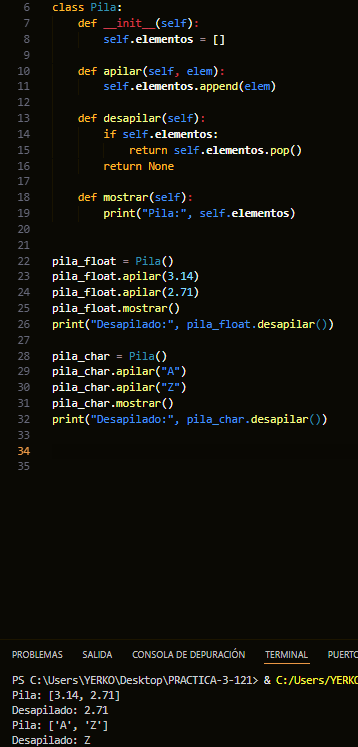 6 class Pila:
7     def __init__(self):
8         self.elementos = []
9
10     def apilar(self, elem):
11         self.elementos.append(elem)
12
13     def desapilar(self):
14         if self.elementos:
15             return self.elementos.pop()
16         return None
17
18     def mostrar(self):
19         print("Pila:", self.elementos)
20
21
22 pila_float = Pila()
23 pila_float.apilar(3.14)
24 pila_float.apilar(2.71)
25 pila_float.mostrar()
26 print("Desapilado:", pila_float.desapilar())
27
28 pila_char = Pila()
29 pila_char.apilar("A")
30 pila_char.apilar("Z")
31 pila_char.mostrar()
32 print("Desapilado:", pila_char.desapilar())
33
34
35
PROBLEMAS SALIDA CONSOLA DE DEPURACIÓN TERMINAL PUERTO
PS C:\Users\YERKO\Desktop\PRACTICA-3-121> & C:/Users/YERKO
Pila: [3.14, 2.71]
Desapilado: 2.71
Pila: ['A', 'Z']
Desapilado: Z